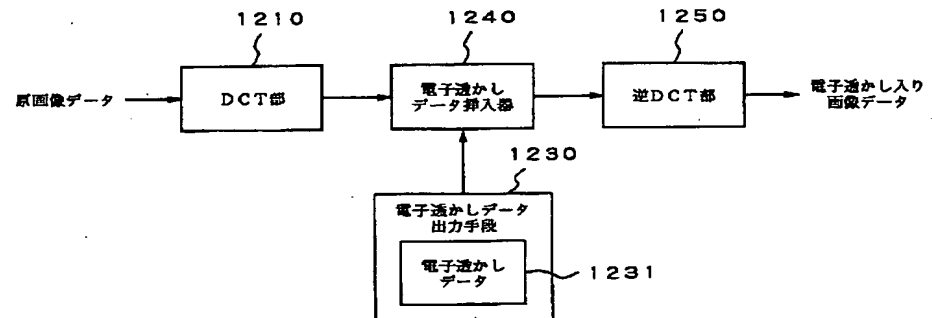 1210
1240
1250
原画像データ
DCT部
電子透かし
データ挿入器
逆DCT部
電子透かし入り
画像データ
1230
電子透かしデータ
出力手段
電子透かし
データ
1231